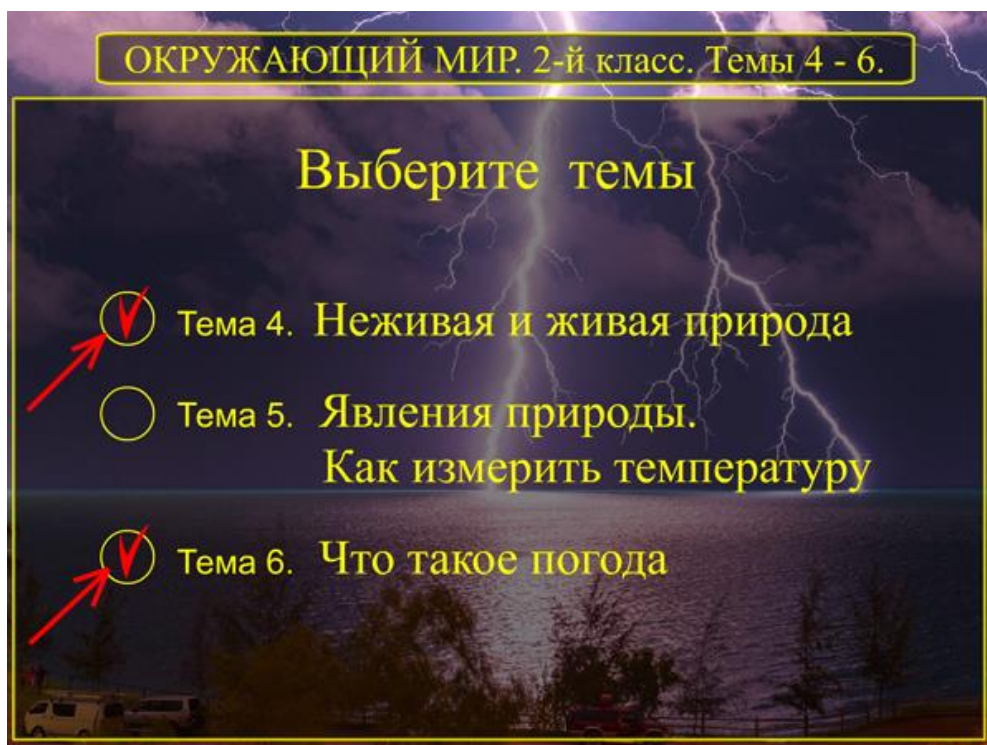 ОКРУЖАЮЩИЙ МИР. 2-й класс. Темы 4 - 6.
Выберите темы
Тема 4. Неживая и живая природа
Тема 5. Явления природы.
Как измерить температуру
Тема 6. Что такое погода